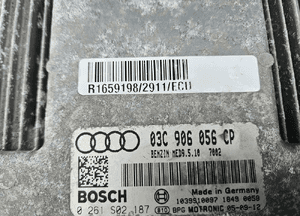 R1659198/2911/ECU
03C 906 056 CP
BENZIN MED9.5.10 7002
BOSCH
Made in Germany
1039S10097 1849 0058
0 261 S02 187
BPG MOTRONIC 05-09-12